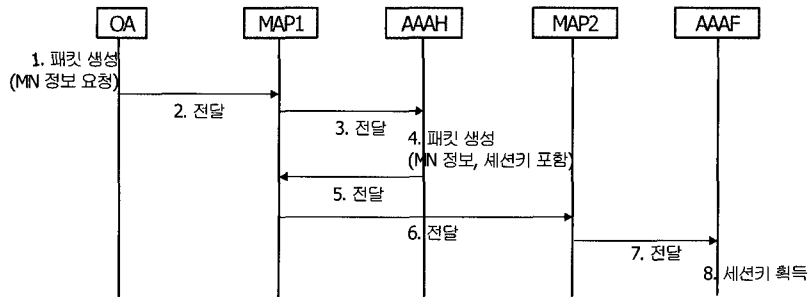 OA MAP1 AAAH MAP2 AAAF
1. 패킷 생성
(MN 정보 요청)
2. 전달
3. 전달
4. 패킷 생성
(MN 정보, 세션키 포함)
5. 전달
6. 전달
7. 전달
8. 세션키 획득